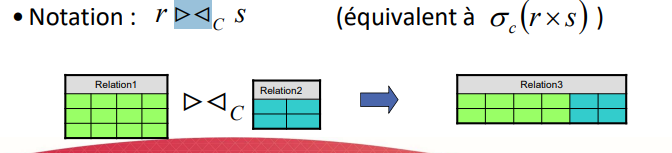 • Notation : r ⊳⊲C s (équivalent à σc(r×s) )
Relation1 ⊳⊲C Relation2 Relation3